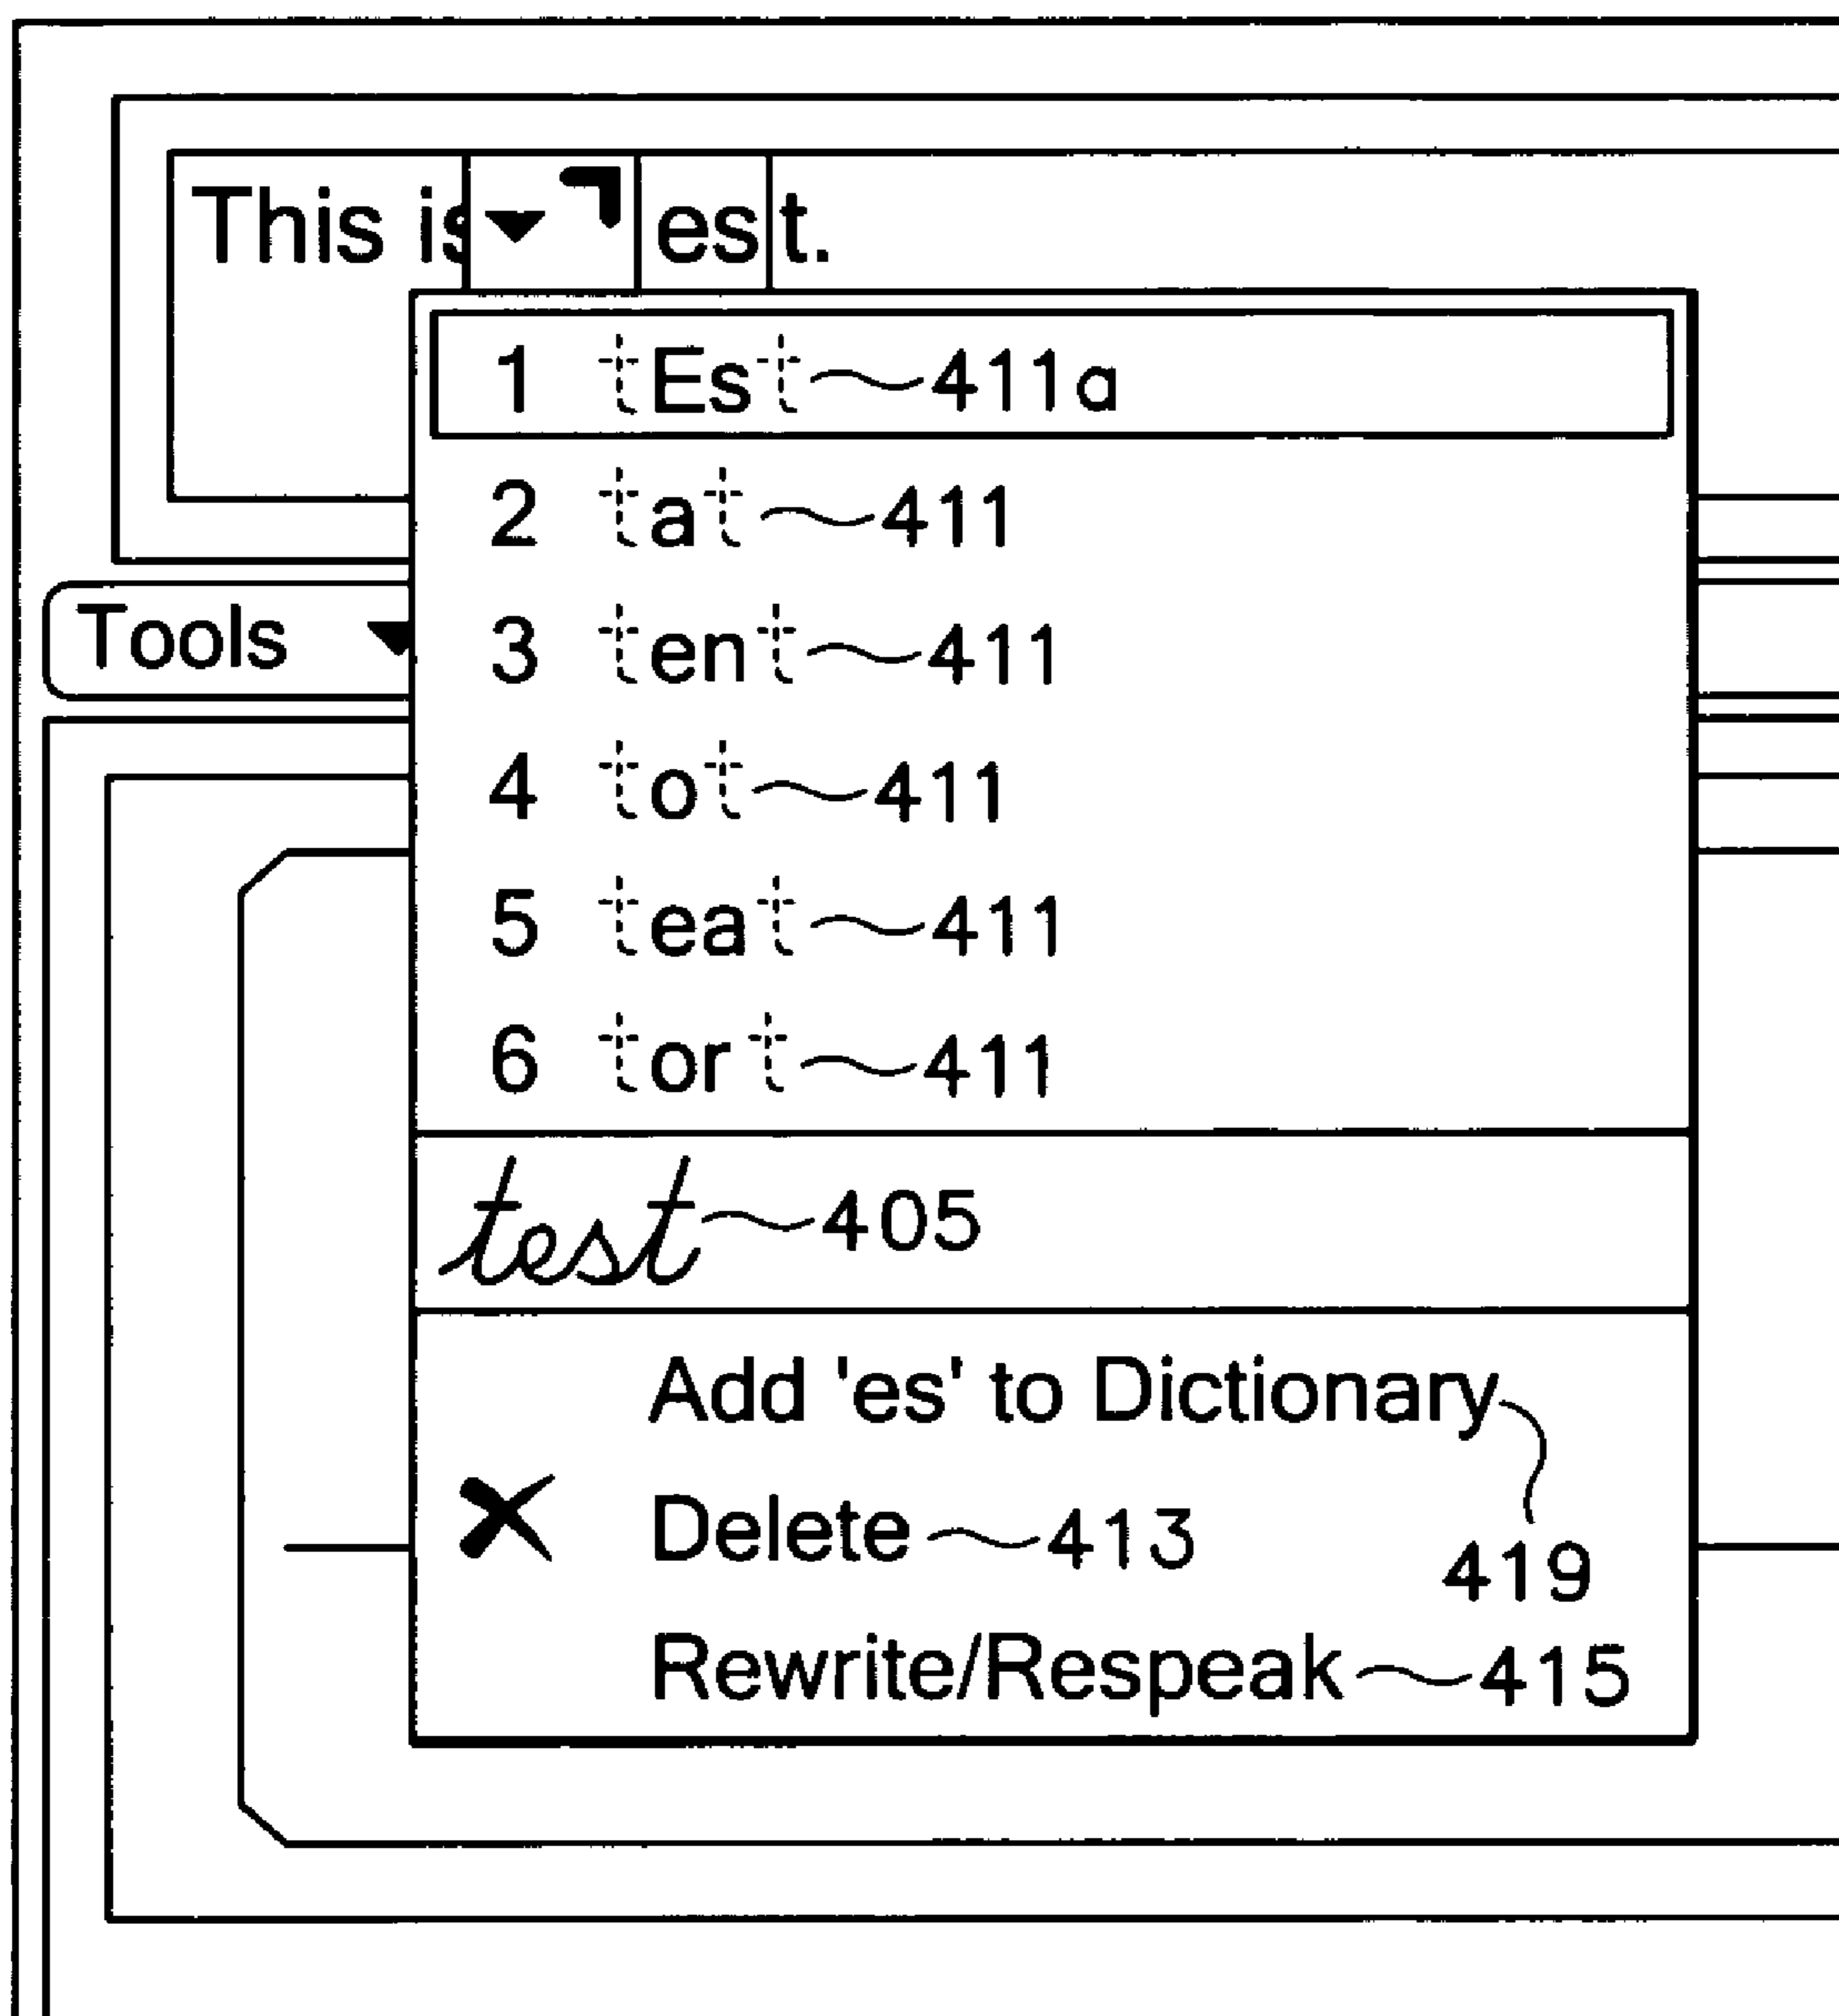 This is est.
1 tEst 411a
2 tat 411
3 tent 411
Tools
4 tot 411
5 teat 411
6 tort 411
test 405
Add 'es' to Dictionary
Delete 413
419
Rewrite/Respeak 415